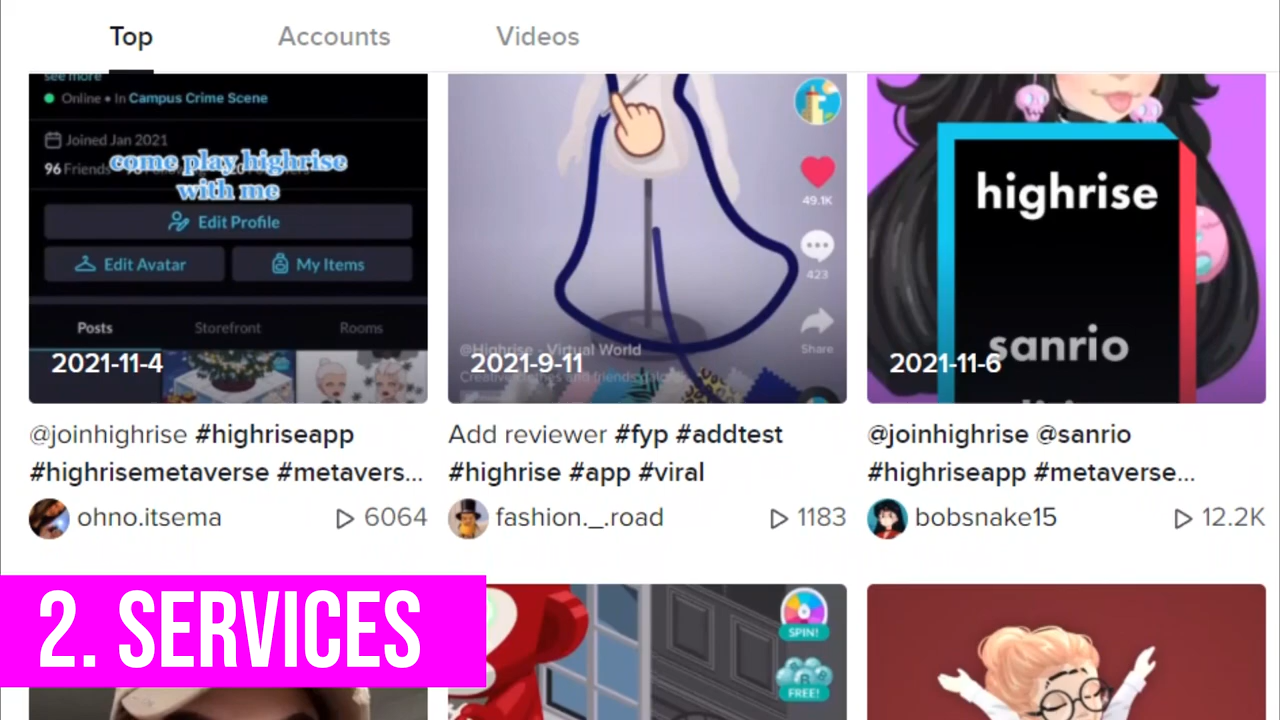 Top
Accounts
Videos
see more
Online • In Campus Crime Scene
Joined Jan 2021
96 Friends
come play highrise
with me
Edit Profile
Edit Avatar
My Items
Posts
Storefront
Rooms
2021-11-4
@joinhighrise #highriseapp
#highrisemetaverse #metavers...
ohno.itsema
6064
49.1K
423
Share
@Highrise - Virtual World
2021-9-11
Add reviewer #fyp #addtest
#highrise #app #viral
fashion._.road
1183
highrise
sanrio
2021-11-6
@joinhighrise @sanrio
#highriseapp #metaverse...
bobsnake15
12.2K
2. SERVICES
SPIN!
FREE!